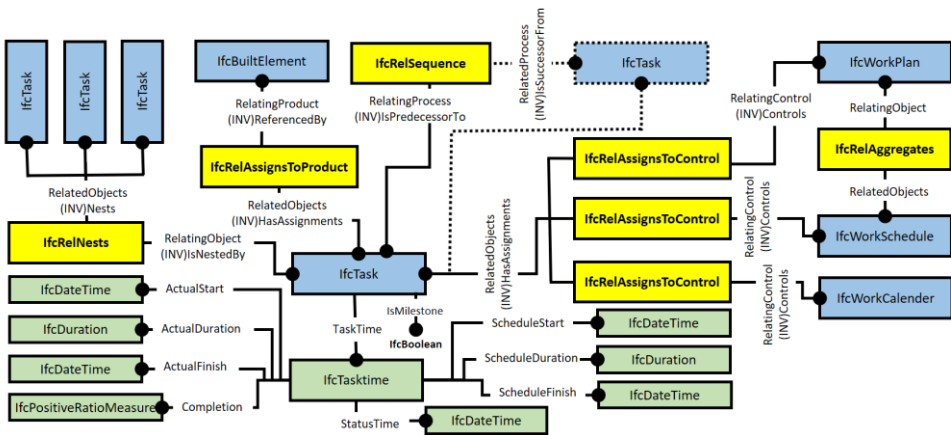 IfcTask
IfcTask
IfcTask
IfcBuiltElement
IfcRelSequence
RelatedProcess
(INV)IsSuccessorFrom
IfcTask
IfcWorkPlan
RelatingProduct
(INV)ReferencedBy
RelatingProcess
(INV)IsPredecessorTo
RelatingControl
(INV)Controls
RelatingObject
IfcRelAssignsToProduct
IfcRelAssignsToControl
IfcRelAggregates
RelatedObjects
(INV)Nests
RelatedObjects
(INV)HasAssignments
RelatedObjects
IfcRelNests
RelatingObject
(INV)IsNestedBy
IfcTask
RelatedObjects
(INV)HasAssignments
IfcRelAssignsToControl
RelatingControl
(INV)Controls
IfcWorkSchedule
IfcRelAssignsToControl
RelatingControl
(INV)Controls
IfcWorkCalender
IfcDateTime
ActualStart
IsMilestone
IfcBoolean
IfcDuration
ActualDuration
TaskTime
ScheduleStart
IfcDateTime
IfcDateTime
ActualFinish
IfcTasktime
ScheduleDuration
IfcDuration
IfcPositiveRatioMeasure
Completion
ScheduleFinish
IfcDateTime
StatusTime
IfcDateTime